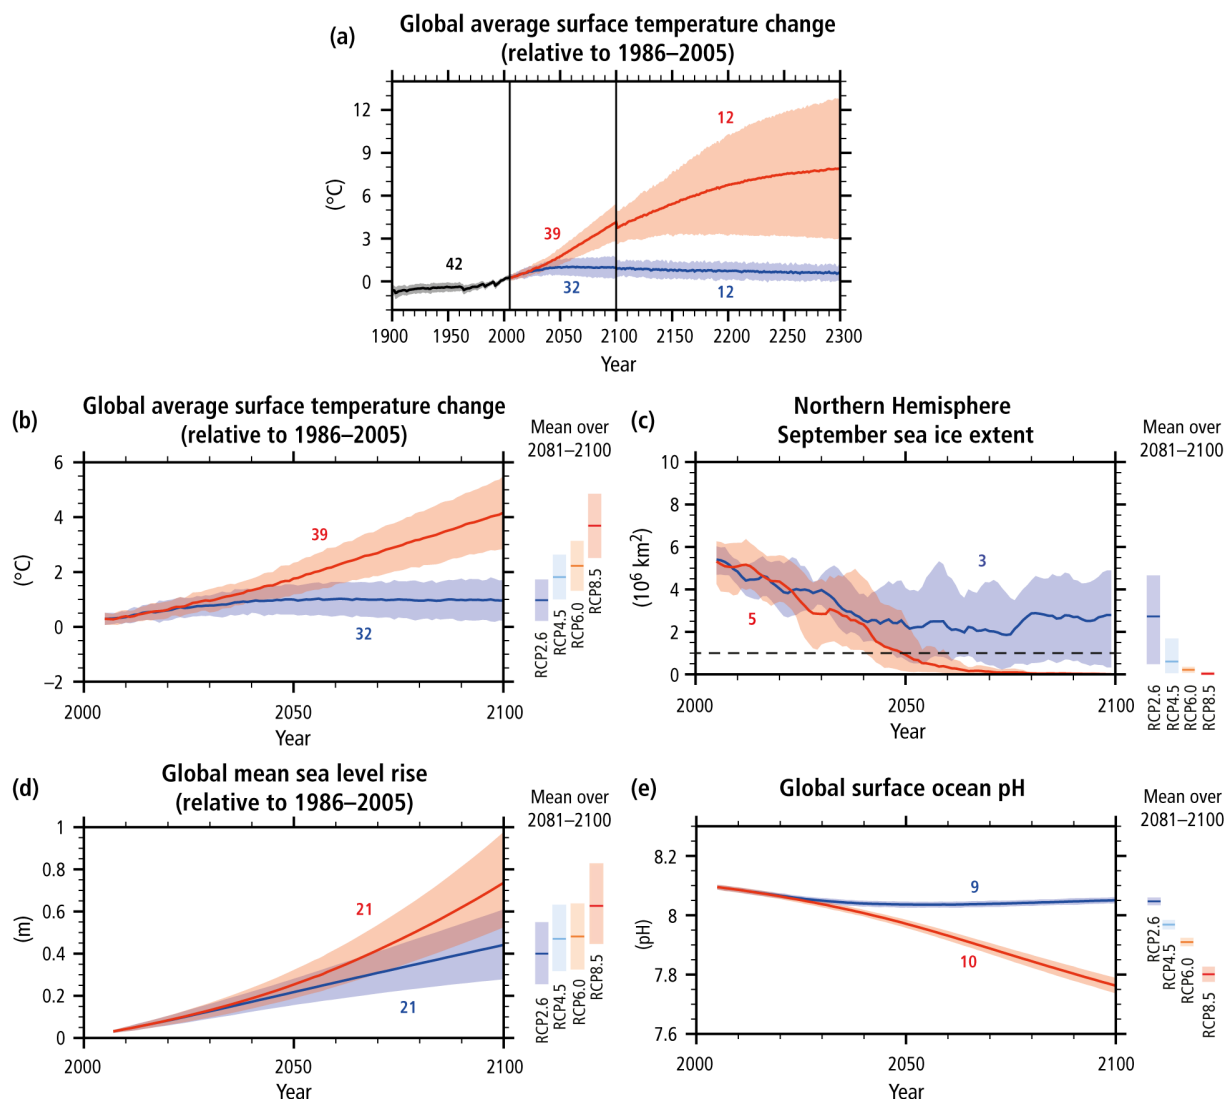 (a)
Global average surface temperature change
(relative to 1986–2005)
12
9
6
3
0
(°C)
42
39
32
12
12
1900
1950
2000
2050
2100
2150
2200
2250
2300
Year
(b)
Global average surface temperature change
(relative to 1986–2005)
Mean over
2081–2100
6
4
2
0
−2
(°C)
39
32
2000
2050
2100
Year
RCP2.6
RCP4.5
RCP6.0
RCP8.5
(c)
Northern Hemisphere
September sea ice extent
Mean over
2081–2100
10
8
6
4
2
0
(10⁶ km²)
3
5
2000
2050
2100
Year
RCP2.6
RCP4.5
RCP6.0
RCP8.5
(d)
Global mean sea level rise
(relative to 1986–2005)
Mean over
2081–2100
1
0.8
0.6
0.4
0.2
0
(m)
21
21
2000
2050
2100
Year
RCP2.6
RCP4.5
RCP6.0
RCP8.5
(e)
Global surface ocean pH
Mean over
2081–2100
8.2
8
7.8
7.6
(pH)
9
10
2000
2050
2100
Year
RCP2.6
RCP4.5
RCP6.0
RCP8.5